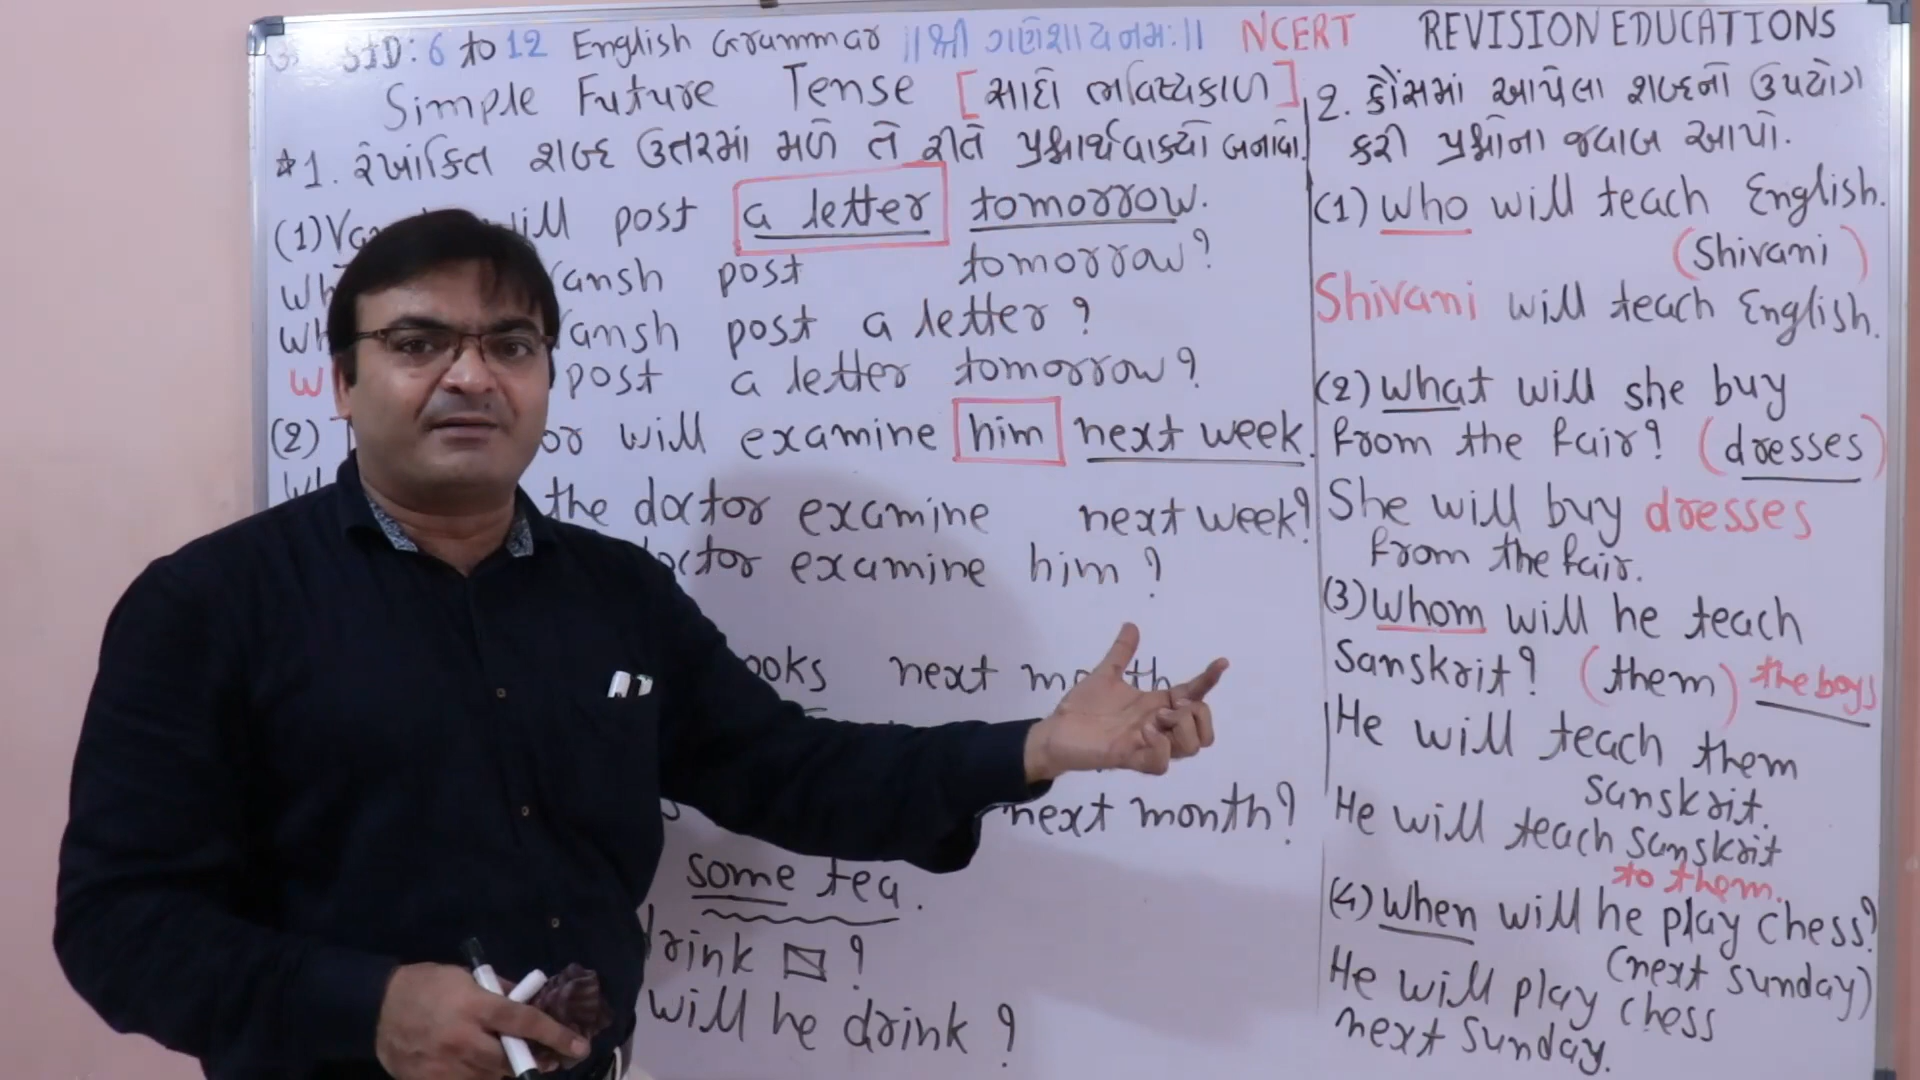 STD: 6 to 12 English Grammar ॥શ્રી ગણેશાય નમઃ॥ NCERT REVISION EDUCATIONS
Simple Future Tense [સાદો ભવિષ્યકાળ]
*1. રેખાંકિત શબ્દ ઉતરમાં મળે તે રીતે પ્રશ્નાર્થવાક્યો બનાવો.
(1) will post a letter tomorrow.
ansh post tomorrow?
ansh post a letter?
post a letter tomorrow?
(2) or will examine him next week.
the doctor examine next week?
doctor examine him?
ooks next month
next month?
some tea.
drink ?
will he drink?
2. કૌંસમાં આપેલા શબ્દનો ઉપયોગ
કરી પ્રશ્નોના જવાબ આપો.
(1) Who will teach English.
(Shivani)
Shivani will teach English.
(2) What will she buy
from the fair? (dresses)
She will buy dresses
from the fair.
(3) Whom will he teach
Sanskrit? (them) the boys
He will teach them
Sanskrit.
He will teach Sanskrit
to them.
(4) When will he play chess?
(next Sunday)
He will play chess
next Sunday.